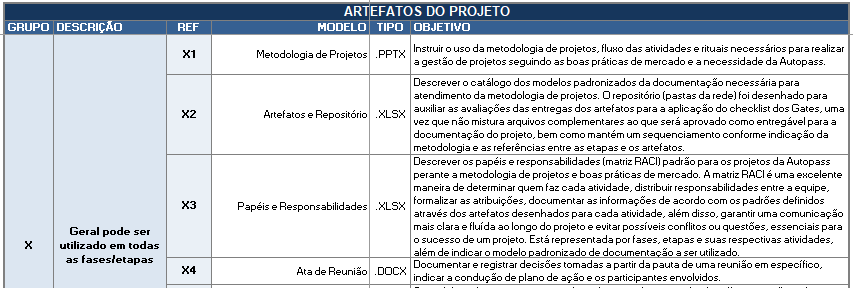 ARTEFATOS DO PROJETO
GRUPO DESCRIÇÃO REF MODELO TIPO OBJETIVO
X1 Metodologia de Projetos .PPTX
Instruir o uso da metodologia de projetos, fluxo das atividades e rituais necessários para realizar
a gestão de projetos seguindo as boas práticas de mercado e a necessidade da Autopass.
X2 Artefatos e Repositório .XLSX
Descrever o catálogo dos modelos padronizados da documentação necessária para
atendimento da metodologia de projetos. O repositório (pastas da rede) foi desenhado para
auxiliar as avaliações das entregas dos artefatos para a aplicação do checklist dos Gates, uma
vez que não mistura arquivos complementares ao que será aprovado como entregável para a
documentação do projeto, bem como mantém um sequenciamento conforme indicação da
metodologia e as referências entre as etapas e os artefatos.
X
Geral pode ser
utilizado em todas
as fases/etapas
X3 Papéis e Responsabilidades .XLSX
Descrever os papéis e responsabilidades (matriz RACI) padrão para os projetos da Autopass
perante a metodologia de projetos e boas práticas de mercado. A matriz RACI é uma excelente
maneira de determinar quem faz cada atividade, distribuir responsabilidades entre a equipe,
formalizar as atribuições, documentar as informações de acordo com os padrões definidos
através dos artefatos desenhados para cada atividade, além disso, garantir uma comunicação
mais clara e fluída ao longo do projeto e evitar possíveis conflitos ou questões, essenciais para
o sucesso de um projeto. Está representada por fases, etapas e suas respectivas atividades,
além de indicar o modelo padronizado de documentação a ser utilizado.
X4 Ata de Reunião .DOCX
Documentar e registrar decisões tomadas a partir da pauta de uma reunião em específico,
indicar a condução de plano de ação e os participantes envolvidos.